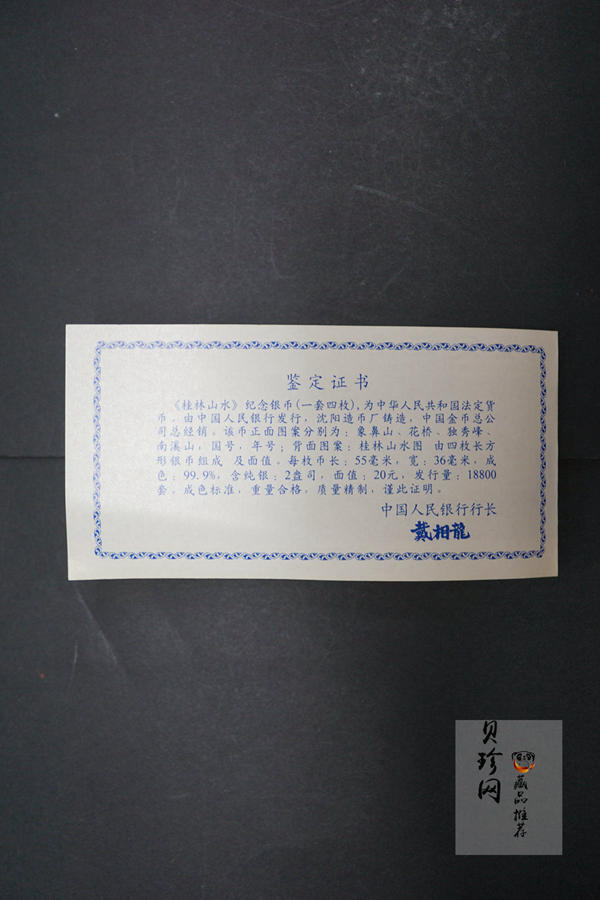 鉴定证书
《桂林山水》纪念银币(一套四枚),为中华人民共和国法定货
币。由中国人民银行发行,沈阳造币厂铸造,中国金币总公
司总经销。该币正面图案分别为:象鼻山、花桥、独秀峰、
南溪山,国号,年号;背面图案:桂林山水图 由四枚长方
形银币组成 及面值。每枚币长:55毫米,宽:36毫米,成
色:99.9%,含纯银:2盎司,面值:20元,发行量:18800
套,成色标准,重量合格,质量精制,谨此证明。
中国人民银行行长
戴相龍
贝珍网
藏品推荐